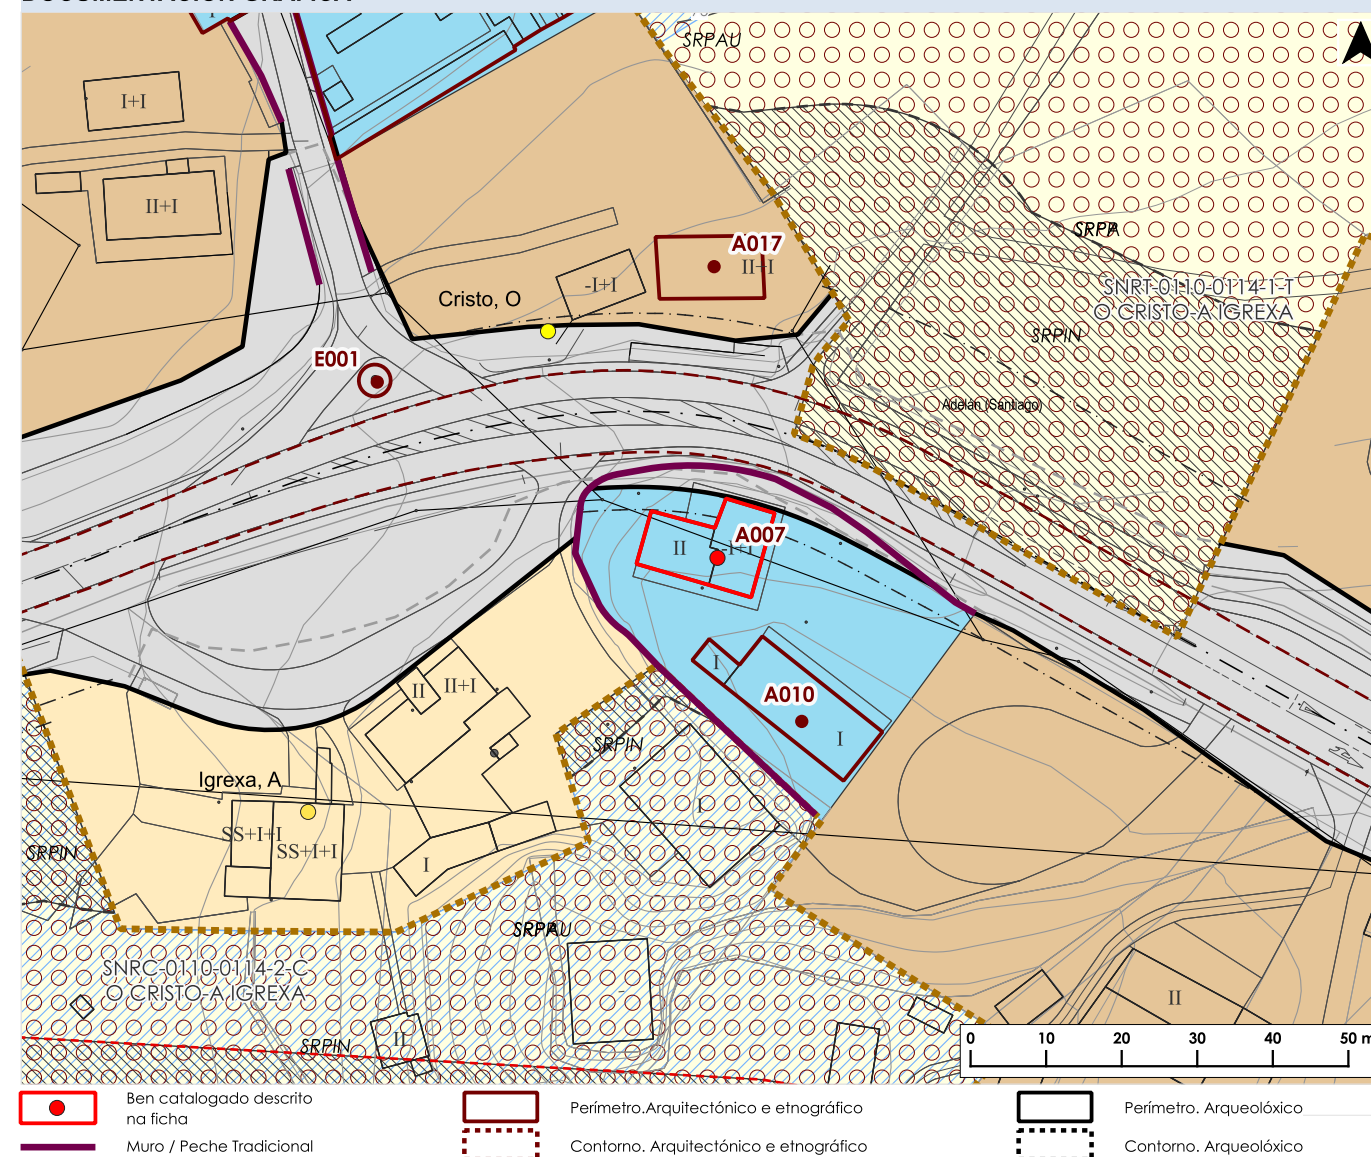 SRPAU
I+I
II+I
SRPA
A017
II+I
-I+I
Cristo, O
SNRT-0110-0114-1-T
O CRISTO-A IGREXA
SRPIN
E001
Adelán (Santiago)
A007
II
-I+I
I
A010
I
II
II+I
SRPIN
Igrexa, A
SS+I+I
SS+I+I
I
I
SRPIN
SRPAU
SNRC-0110-0114-2-C
O CRISTO-A IGREXA
-
II
II
SRPIN
0 10 20 30 40 50 m
Ben catalogado descrito
na ficha
Perímetro.Arquitectónico e etnográfico
Perímetro. Arqueolóxico
Muro / Peche Tradicional
Contorno. Arquitectónico e etnográfico
Contorno. Arqueolóxico